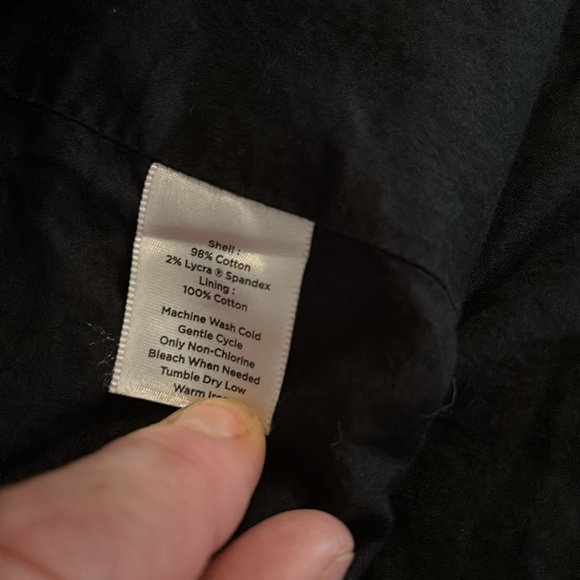 Shell :
98% Cotton
2% Lycra ® Spandex
Lining :
100% Cotton
Machine Wash Cold
Gentle Cycle
Only Non-Chlorine
Bleach When Needed
Tumble Dry Low
Warm